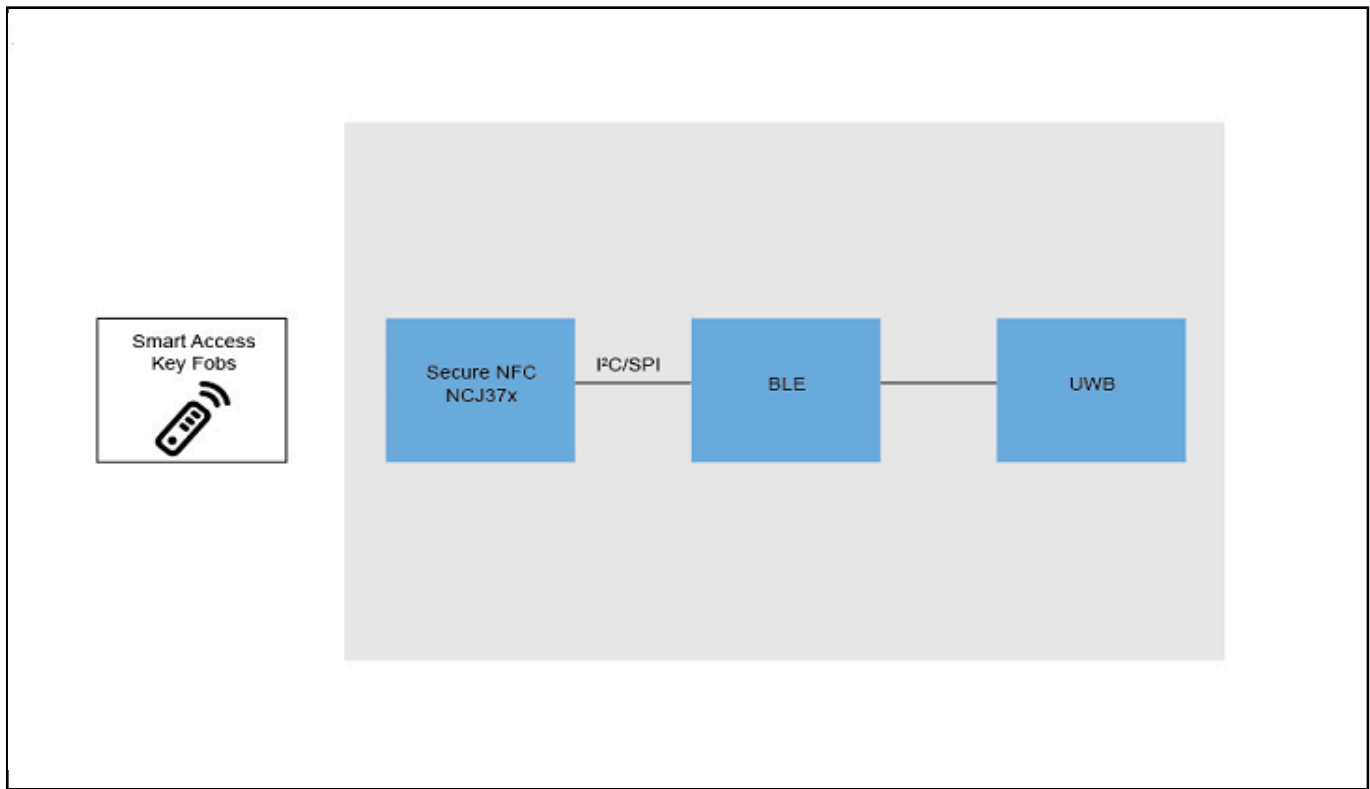 Smart Access
Key Fobs
Secure NFC
NCJ37x
I²C/SPI
BLE
UWB